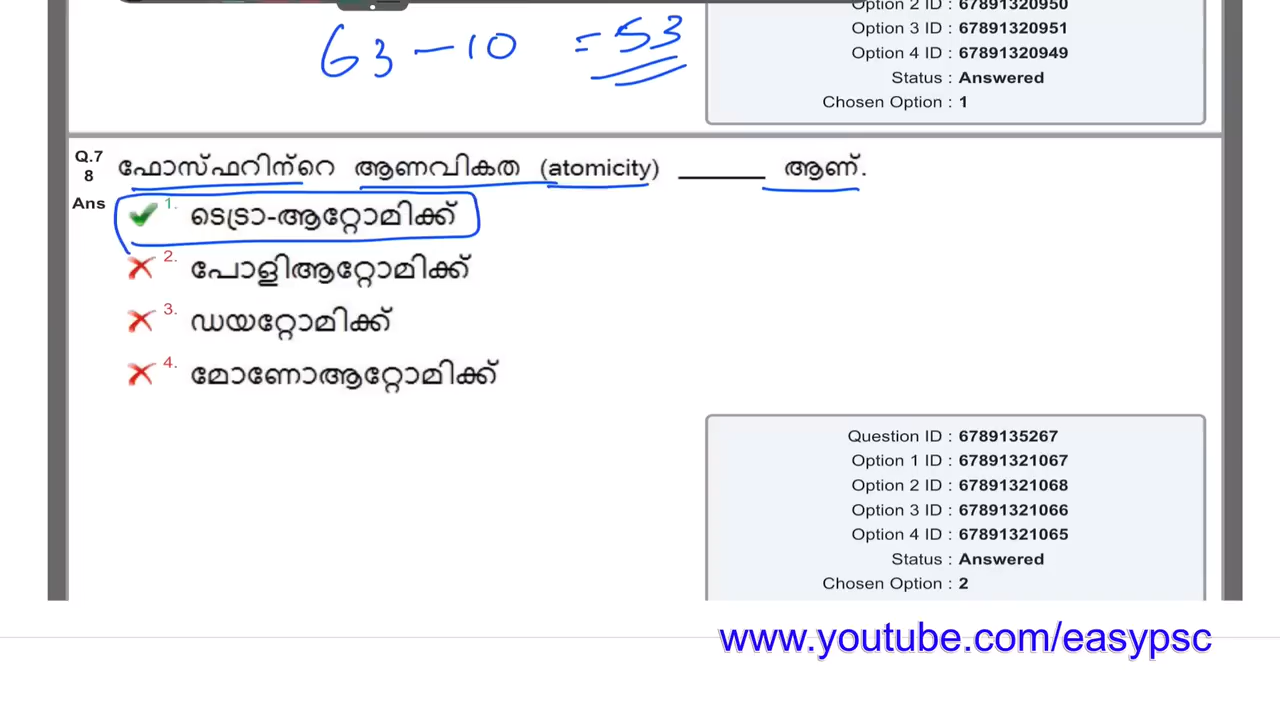 Option 2 ID : 67891320950
63 - 10 = 53
Option 3 ID : 67891320951
Option 4 ID : 67891320949
Status : Answered
Chosen Option : 1
Q.78 ഫോസ്ഫറിന്റെ ആണവികത (atomicity) ______ ആണ്.
Ans 1. ടെട്രാ-ആറ്റോമിക്ക്
2. പോളിആറ്റോമിക്ക്
3. ഡയറ്റോമിക്ക്
4. മോണോആറ്റോമിക്ക്
Question ID : 6789135267
Option 1 ID : 67891321067
Option 2 ID : 67891321068
Option 3 ID : 67891321066
Option 4 ID : 67891321065
Status : Answered
Chosen Option : 2
www.youtube.com/easypsc